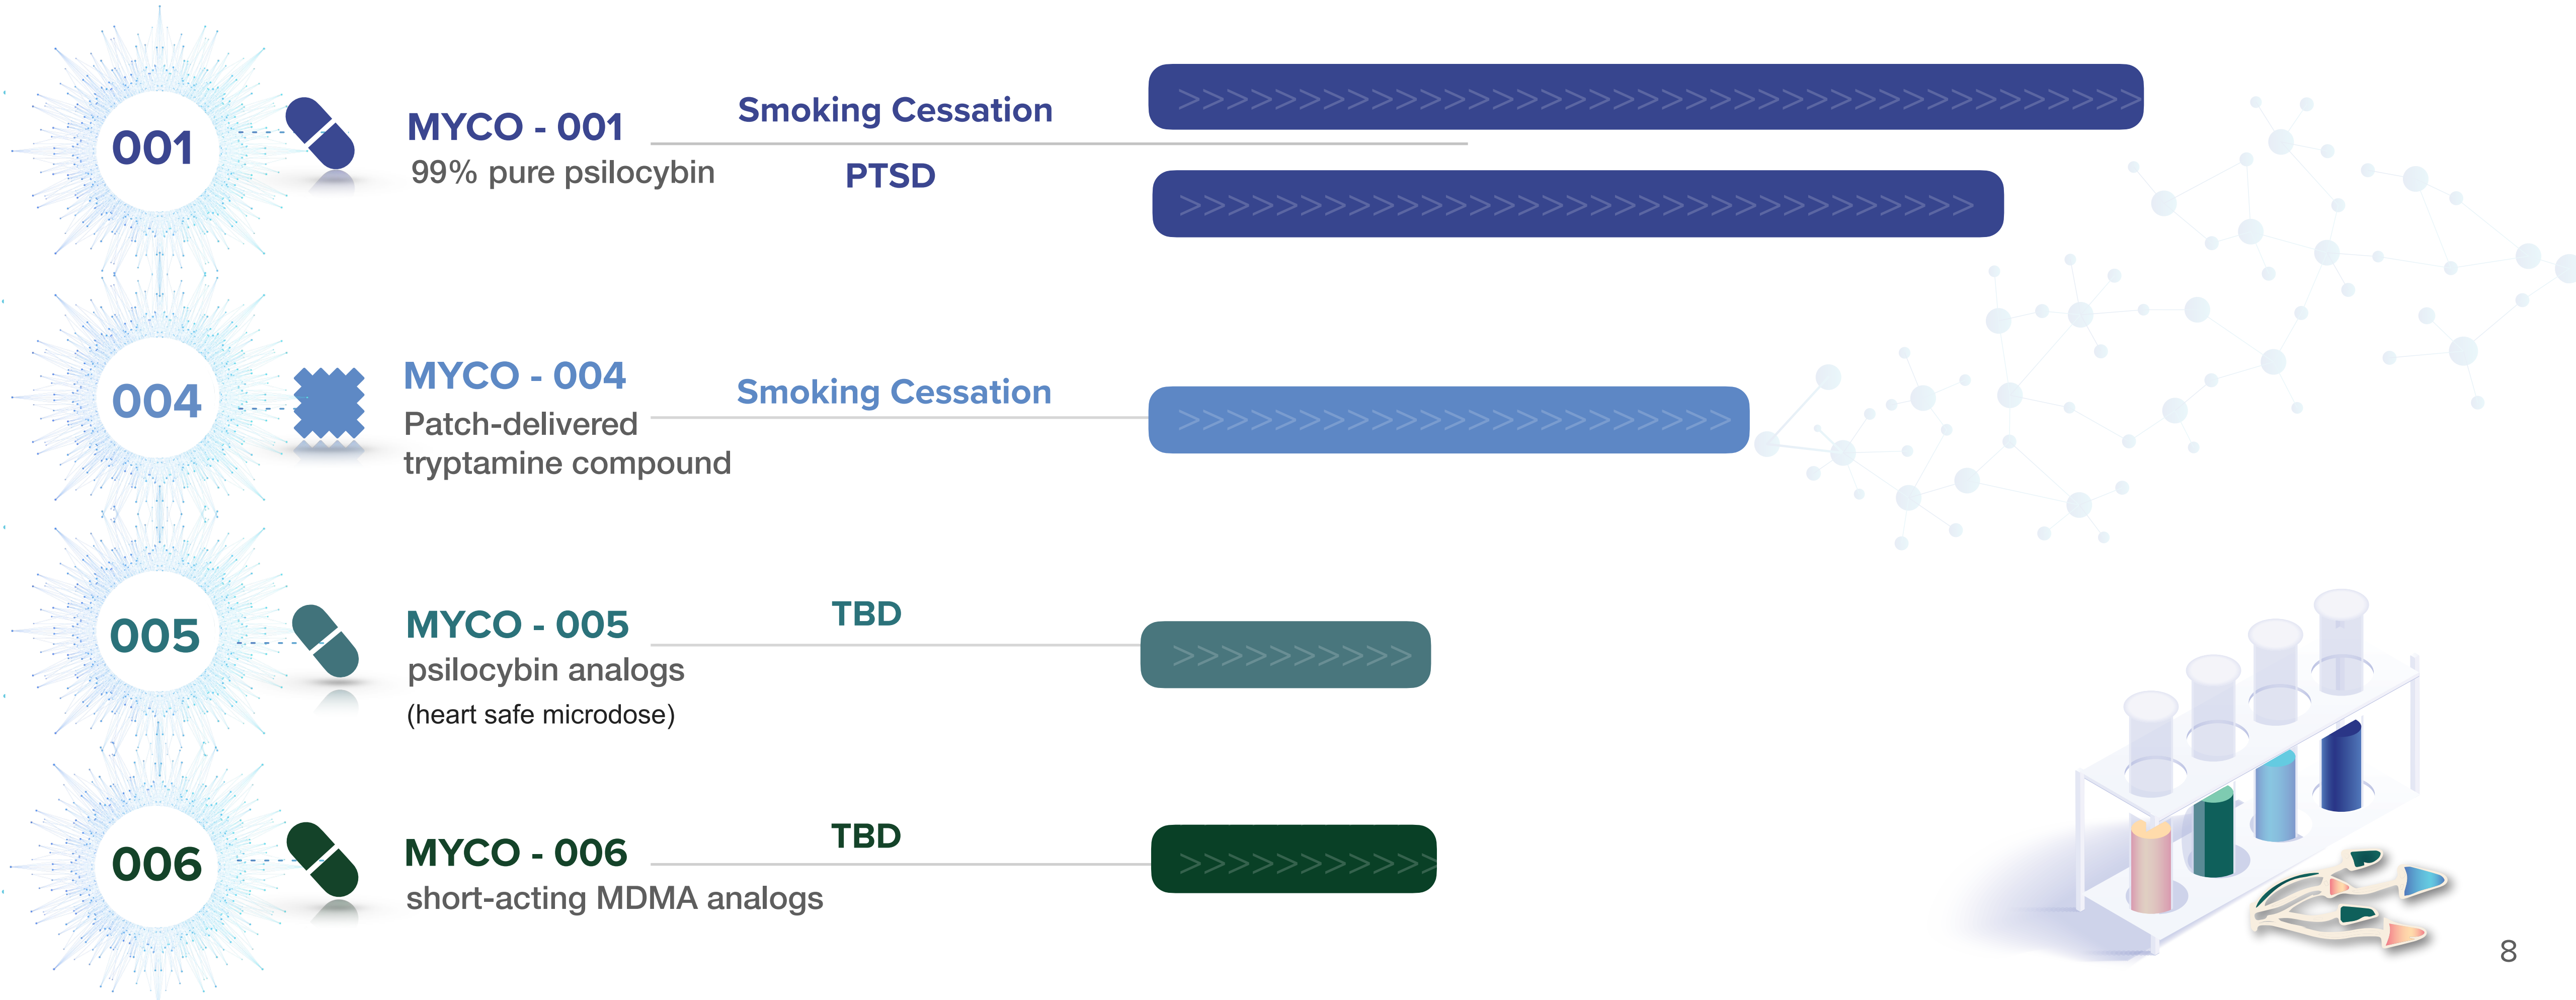 001
MYCO - 001
99% pure psilocybin
Smoking Cessation
PTSD
>>>>>>>>>>>>>>>>>>>>>>>>>>>>>>>>>>>>>>>>
>>>>>>>>>>>>>>>>>>>>>>>>>>>>>>>>>
004
MYCO - 004
Patch-delivered
tryptamine compound
Smoking Cessation
>>>>>>>>>>>>>>>>>>>>>>>
005
MYCO - 005
psilocybin analogs
(heart safe microdose)
TBD
>>>>>>>>>>
006
MYCO - 006
short-acting MDMA analogs
TBD
>>>>>>>>>>>
8